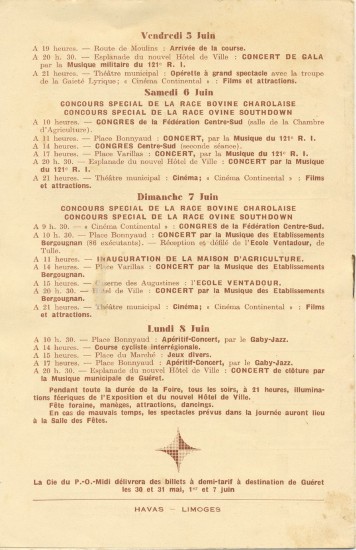 Vendredi 5 Juin
A 19 heures. — Route de Mouline : Arrivée de la course.
A 20 h. 30. — Esplanade du nouvel Hôtel de Ville : CONCERT DE GALA
par la Musique militaire du 121e R. I.
A 21 heures. — Théâtre municipal : Opérette à grand spectacle avec la troupe
de la Gaieté Lyrique; « Cinéma Continental » : Films et attractions.
Samedi 6 Juin
CONCOURS SPECIAL DE LA RACE BOVINE CHAROLAISE
CONCOURS SPECIAL DE LA RACE OVINE SOUTHDOWN
A 10 heures. — CONGRES de la Fédération Centre-Sud (salle de la Chambre
d'Agriculture).
A 11 heures. — Place Bonnyaud : CONCERT, par la Musique du 121e R. I.
A 14 heures. — CONGRES Centre-Sud (seconde séance).
A 17 heures. — Place Varillas : CONCERT, par la Musique du 121e R. I.
A 20 h. 30. — Esplanade du nouvel Hôtel de Ville : CONCERT par la Musique
du 121e R. I.
A 21 heures. — Théâtre municipal : Cinéma; « Cinéma Continental » : Films
et attractions.
Dimanche 7 Juin
CONCOURS SPECIAL DE LA RACE BOVINE CHAROLAISE
CONCOURS SPECIAL DE LA RACE OVINE SOUTHDOWN
A 9 h. 30. — « Cinéma Continental » : CONGRES de la Fédération Centre-Sud.
A 10 h. 30. — Place Bonnyaud : CONCERT par la Musique des Etablissements
Bergougnan (86 exécutants). — Réception et défilé de l'Ecole Ventadour, de
Tulle.
A 11 heures. — INAUGURATION DE LA MAISON D'AGRICULTURE.
A 14 heures. — Place Varillas : CONCERT par la Musique des Etablissements
Bergougnan.
A 15 heures. — Caserne des Augustines : l'ECOLE VENTADOUR.
A 20 h. 30. — Hôtel de Ville : CONCERT par la Musique des Etablissements
Bergougnan.
A 21 heures. — Théâtre municipal : Cinéma; « Cinéma Continental » : Films
et attractions.
Lundi 8 Juin
A 10 h. 30. — Place Bonnyaud : Apéritif-Concert, par le Gaby-Jazz.
A 14 heures. — Course cycliste interrégionale.
A 15 heures. — Place du Marché : Jeux divers.
A 17 heures. — Place Bonnyaud : Apéritif-Concert, par le Gaby-Jazz.
A 20 h. 30. — Esplanade du nouvel Hôtel de Ville : CONCERT de clôture par
la Musique municipale de Guéret.
Pendant toute la durée de la Foire, tous les soirs, à 21 heures, illumina-
tions féeriques de l'Exposition et du nouvel Hôtel de Ville.
Fête foraine, manèges, attractions, dancings.
En cas de mauvais temps, les spectacles prévus dans la journée auront lieu
à la Salle des Fêtes.
La Cie du P.-O.-Midi délivrera des billets à demi-tarif à destination de Guéret
les 30 et 31 mai, 1er et 7 juin
HAVAS — LIMOGES